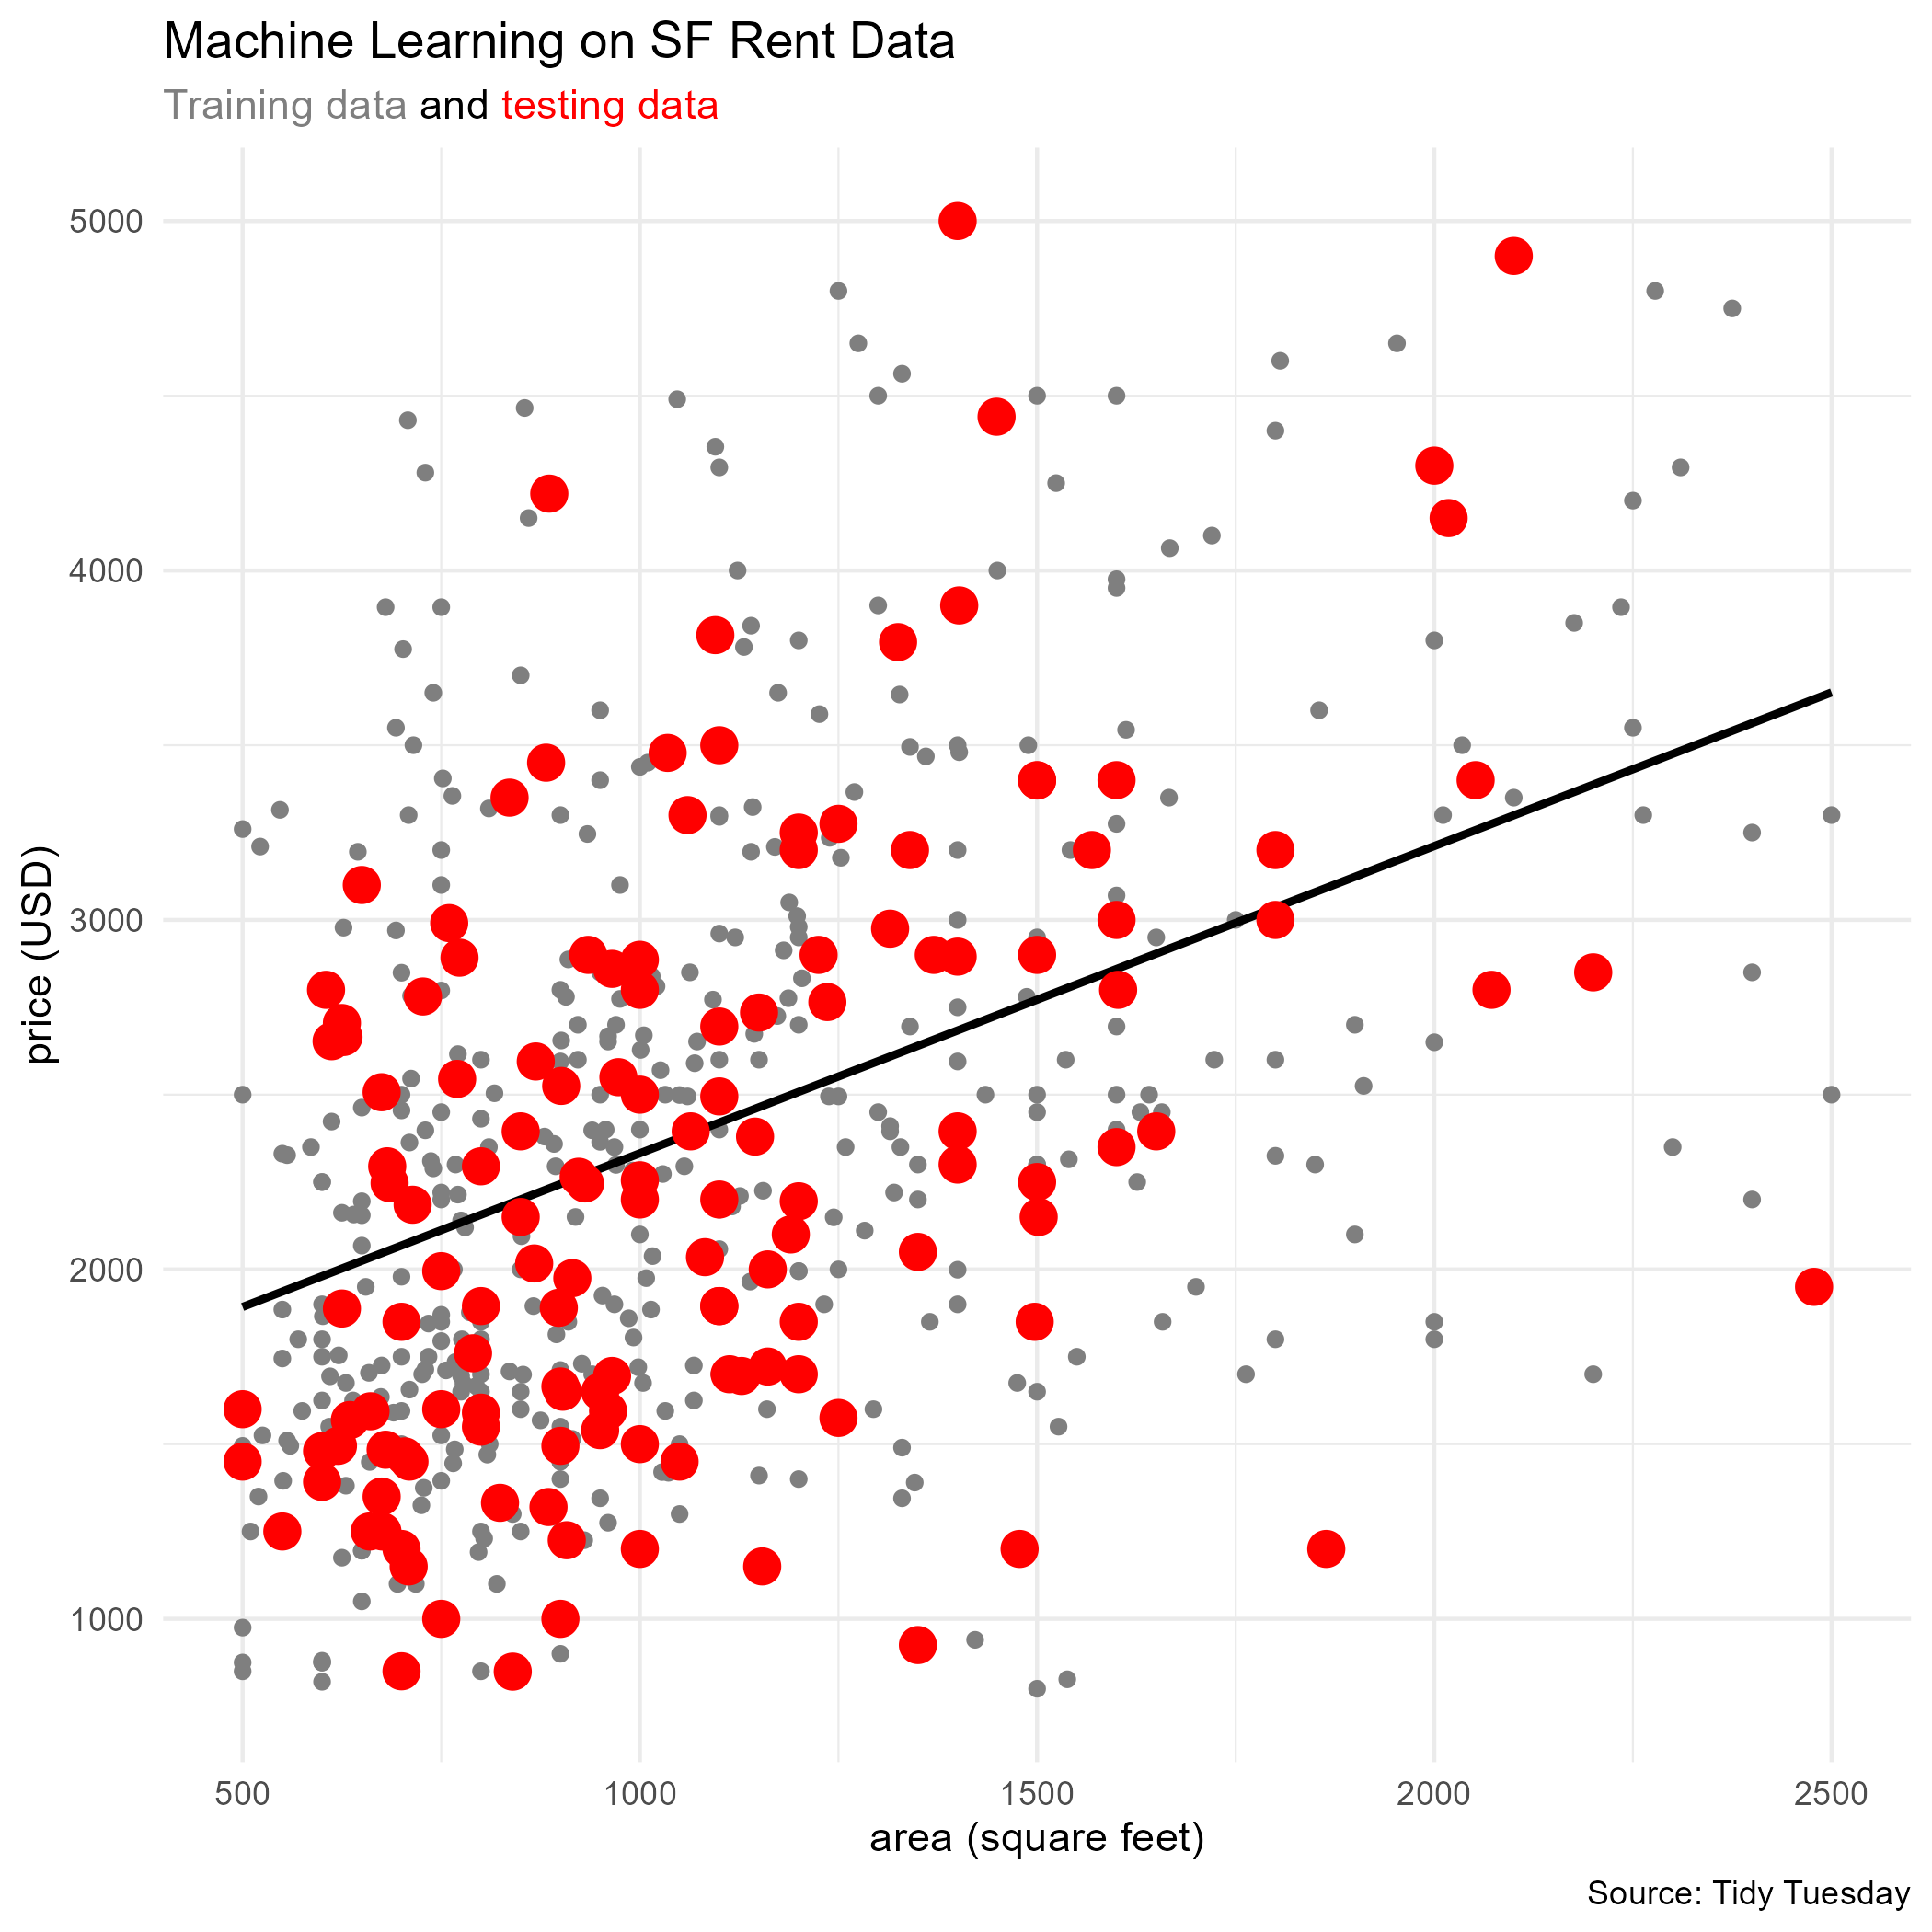 Machine Learning on SF Rent Data
Training data and testing data
5000
4000
3000
2000
1000
price (USD)
500 1000 1500 2000 2500
area (square feet)
Source: Tidy Tuesday